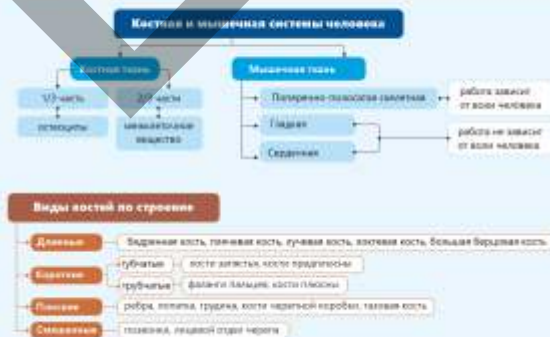 Костная и мышечная системы человека
Костная ткань
Мышечная ткань
1/3 часть
2/3 части
остеоциты
межклеточное
вещество
Поперечно-полосатая скелетная
Гладкая
Сердечная
работа зависит
от воли человека
работа не зависит
от воли человека
Виды костей по строению
Длинные
бедренная кость, плечевая кость, лучевая кость, локтевая кость, большая берцовая кость
Короткие
губчатые
кости запястья, кости предплюсны
трубчатые
фаланги пальцев, кости плюсны
Плоские
ребра, лопатка, грудина, кости черепной коробки, тазовая кость
Смешанные
позвонки, лицевой отдел черепа